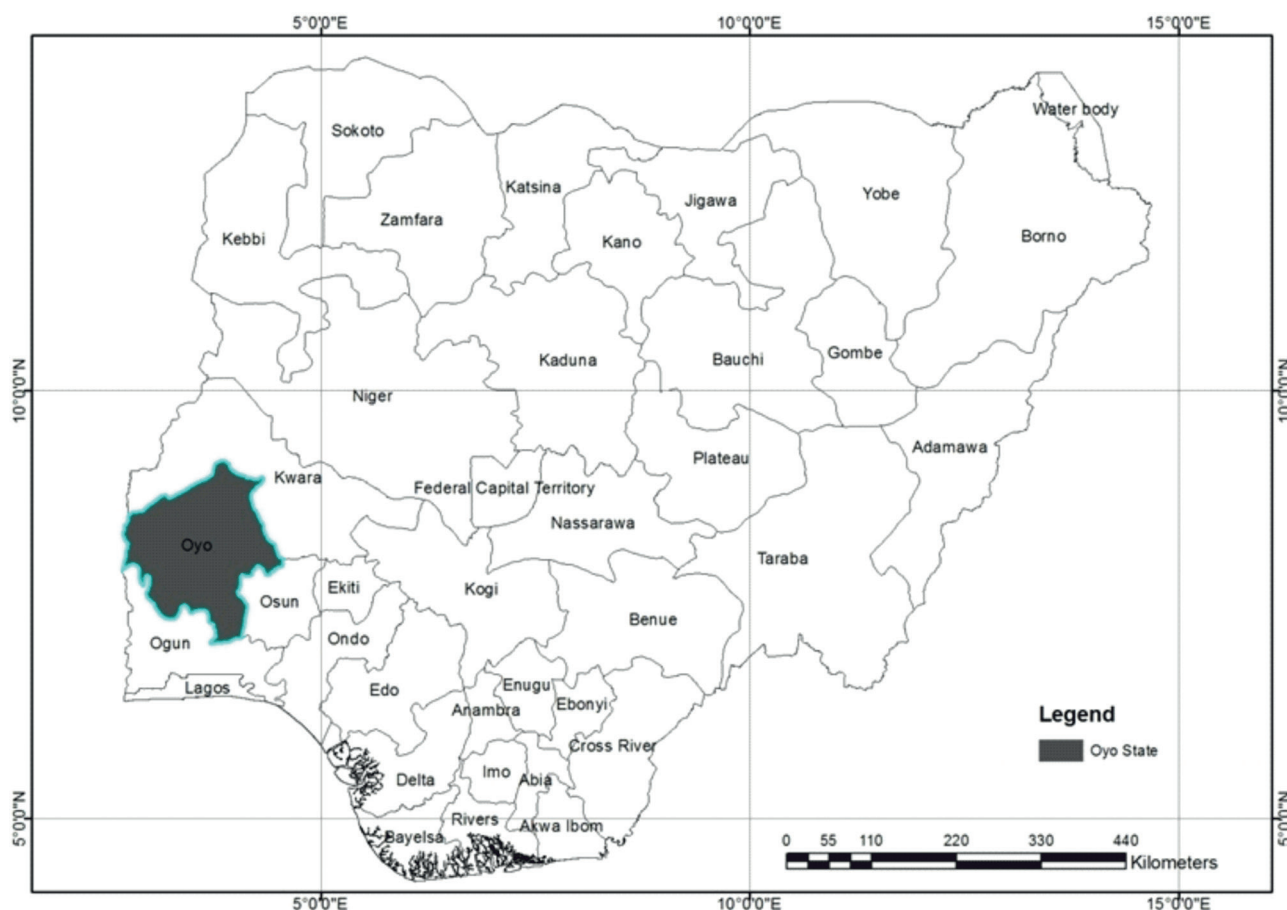 5°0'0"E
10°0'0"E
15°0'0"E
Water body
Sokoto
Katsina
Yobe
Jigawa
Zamfara
Kebbi
Kano
Borno
Gombe
Kaduna
Bauchi
Niger
10°0'0"N
10°0'0"N
Adamawa
Plateau
Kwara
Federal Capital Territory
Nassarawa
Oyo
Taraba
Ekiti
Kogi
Osun
Benue
Ondo
Ogun
Enugu
Lagos
Edo
Ebonyi
Anambra
Legend
Cross River
Oyo State
Imo
Delta
Abia
Rivers
5°0'0"N
5°0'0"N
Akwa Ibom
Bayelsa
0 55 110 220 330 440
Kilometers
5°0'0"E
10°0'0"E
15°0'0"E